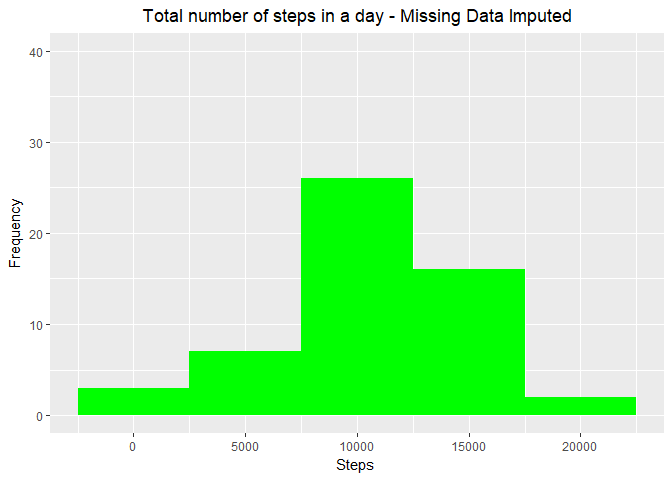 Total number of steps in a day - Missing Data Imputed
40
30
20
10
0
Frequency
0 5000 10000 15000 20000
Steps